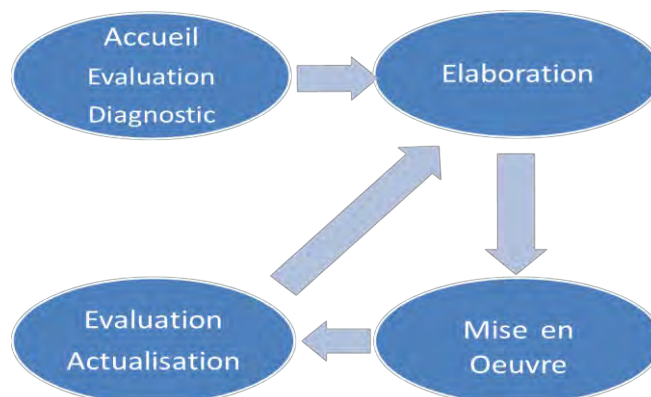 Accueil
Evaluation
Diagnostic
Elaboration
Evaluation
Actualisation
Mise en
Oeuvre